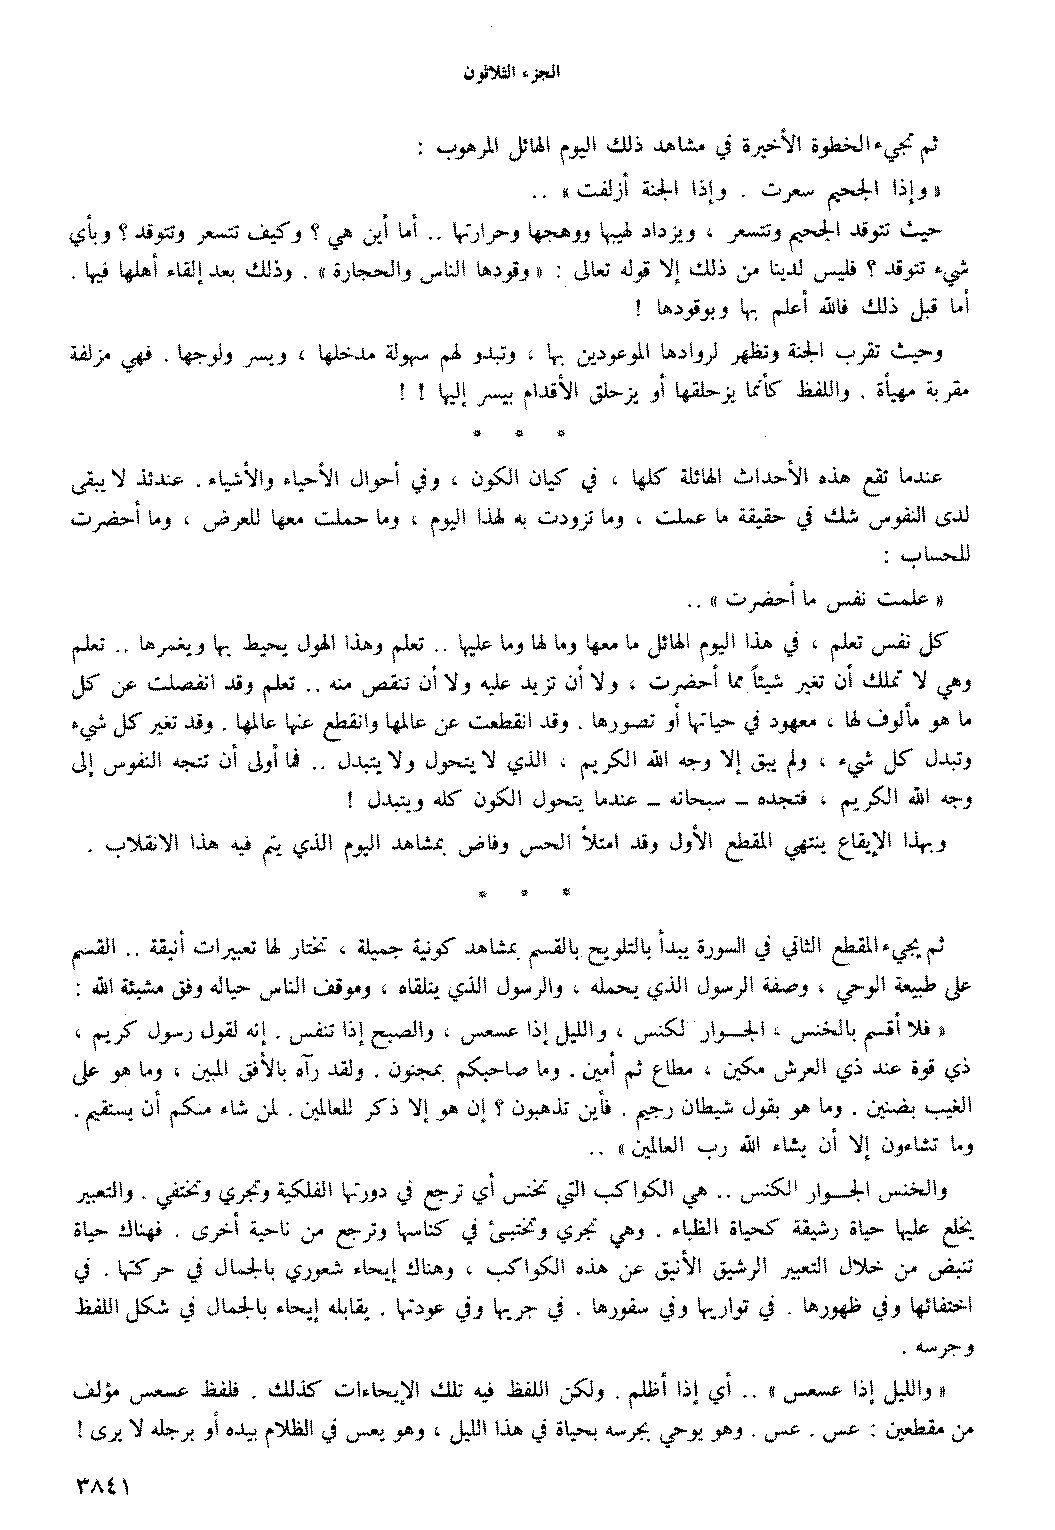 الجزء الثلاثون
ثم تجيء الخطوة الأخيرة في مشاهد ذلك اليوم الهائل المرهوب :
« وإذا الجحيم سعرت . وإذا الجنة أزلفت » ..
حيث تتوقد الجحيم وتتسعر ، ويزداد لهيبها ووهجها وحرارتها .. أما أين هي ؟ وكيف تتسعر وتتوقد ؟ وبأي
شيء تتوقد ؟ فليس لدينا من ذلك إلا قوله تعالى : « وقودها الناس والحجارة » . وذلك بعد إلقاء أهلها فيها .
أما قبل ذلك فالله أعلم بها وبوقودها !
وحيث تقرب الجنة وتظهر لروادها الموعودين بها ، وتبدو لهم سهولة مدخلها ، ويسر ولوجها . فهي مزلفة
مقربة مهيأة . واللفظ كأنما يزحلقها أو يزحلق الأقدام بيسر إليها ! !
* * *
عندما تقع هذه الأحداث الهائلة كلها ، في كيان الكون ، وفي أحوال الأحياء والأشياء . عندئذ لا يبقى
لدى النفوس شك في حقيقة ما عملت ، وما تزودت به لهذا اليوم ، وما حملت معها للعرض ، وما أحضرت
للحساب :
« علمت نفس ما أحضرت » ..
كل نفس تعلم ، في هذا اليوم الهائل ما معها وما لها وما عليها .. تعلم وهذا الهول يحيط بها ويغمرها .. تعلم
وهي لا تملك أن تغير شيئاً مما أحضرت ، ولا أن تزيد عليه ولا أن تنقص منه .. تعلم وقد انفصلت عن كل
ما هو مألوف لها ، معهود في حياتها أو تصورها . وقد انقطعت عن عالمها وانقطع عنها عالمها . وقد تغير كل شيء
وتبدل كل شيء ، ولم يبق إلا وجه الله الكريم ، الذي لا يتحول ولا يتبدل .. فما أولى أن تتجه النفوس إلى
وجه الله الكريم ، فتجده – سبحانه – عندما يتحول الكون كله ويتبدل !
وبهذا الإيقاع ينتهي المقطع الأول وقد امتلأ الحس وفاض بمشاهد اليوم الذي يتم فيه هذا الانقلاب .
* * *
ثم يجيء المقطع الثاني في السورة يبدأ بالتلويح بالقسم بمشاهد كونية جميلة ، تختار لها تعبيرات أنيقة .. القسم
على طبيعة الوحي ، وصفة الرسول الذي يحمله ، والرسول الذي يتلقاه ، وموقف الناس حياله وفق مشيئة الله :
« فلا أقسم بالخنس ، الجوار لكنس ، والليل إذا عسعس ، والصبح إذا تنفس . إنه لقول رسول كريم ،
ذي قوة عند ذي العرش مكين ، مطاع ثم أمين . وما صاحبكم بمجنون . ولقد رآه بالأفق المبين ، وما هو على
الغيب بضنين . وما هو بقول شيطان رجيم . فأين تذهبون ؟ إن هو إلا ذكر للعالمين . لمن شاء منكم أن يستقيم .
وما تشاءون إلا أن يشاء الله رب العالمين » ..
والخنس الجوار الكنس .. هي الكواكب التي تخنس أي ترجع في دورتها الفلكية وتجري وتختفي . والتعبير
يخلع عليها حياة رشيقة كحياة الظباء . وهي تجري وتختبئ في كناسها وترجع من ناحية أخرى . فهناك حياة
تنبض من خلال التعبير الرشيق الأنيق عن هذه الكواكب ، وهناك إيحاء شعوري بالجمال في حركتها . في
اختفائها وفي ظهورها . في تواريها وفي سفورها . في جريها وفي عودتها . يقابله إيحاء بالجمال في شكل اللفظ
وجرسه .
« والليل إذا عسعس » .. أي إذا أظلم . ولكن اللفظ فيه تلك الإيحاءات كذلك . فلفظ عسعس مؤلف
من مقطعين : عس . عس . وهو يوحي بجرسه بحياة في هذا الليل ، وهو يعس في الظلام بيده أو برجله لا يرى !
٣٨٤١